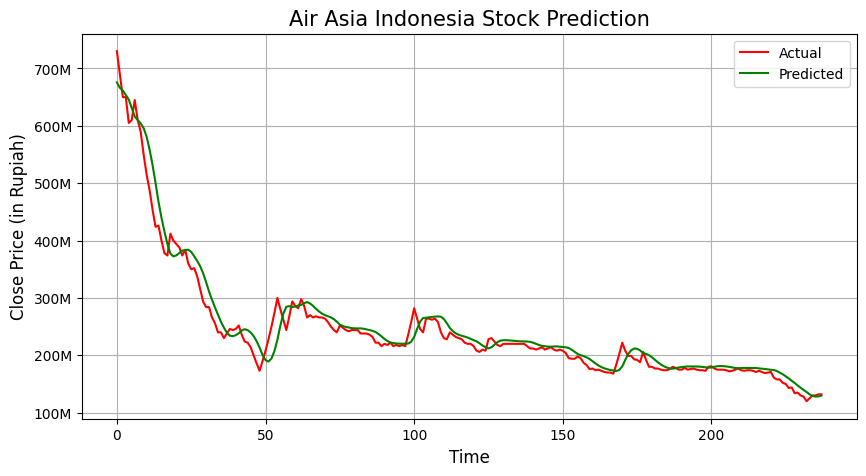 Air Asia Indonesia Stock Prediction
Actual
Predicted
Close Price (in Rupiah)
700M
600M
500M
400M
300M
200M
100M
0
50
100
150
200
Time